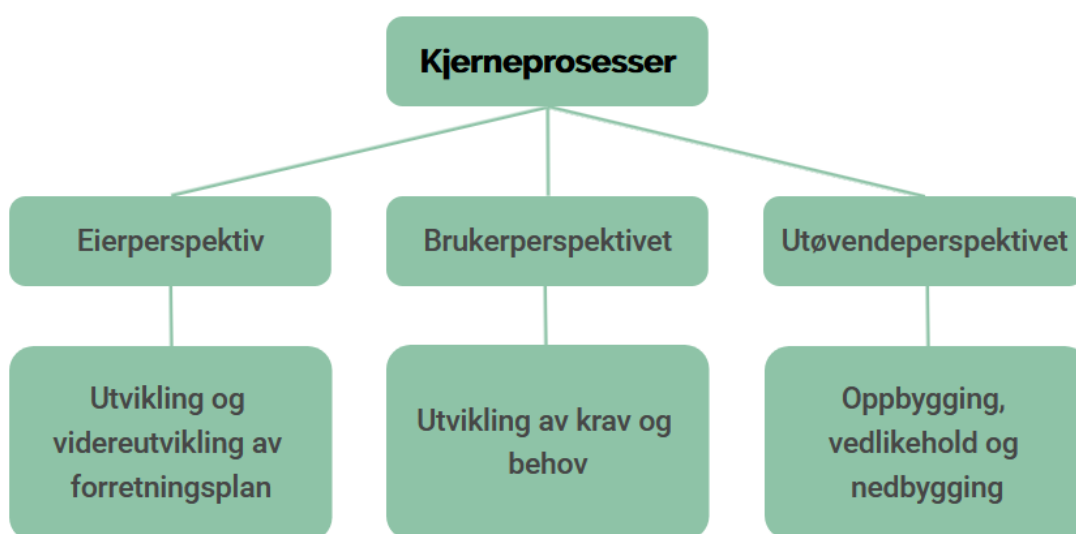 Kjerneprosesser
Eierperspektiv
Brukerperspektivet
Utøvendeperspektivet
Utvikling og
videreutvikling av
forretningsplan
Utvikling av krav og
behov
Oppbygging,
vedlikehold og
nedbygging